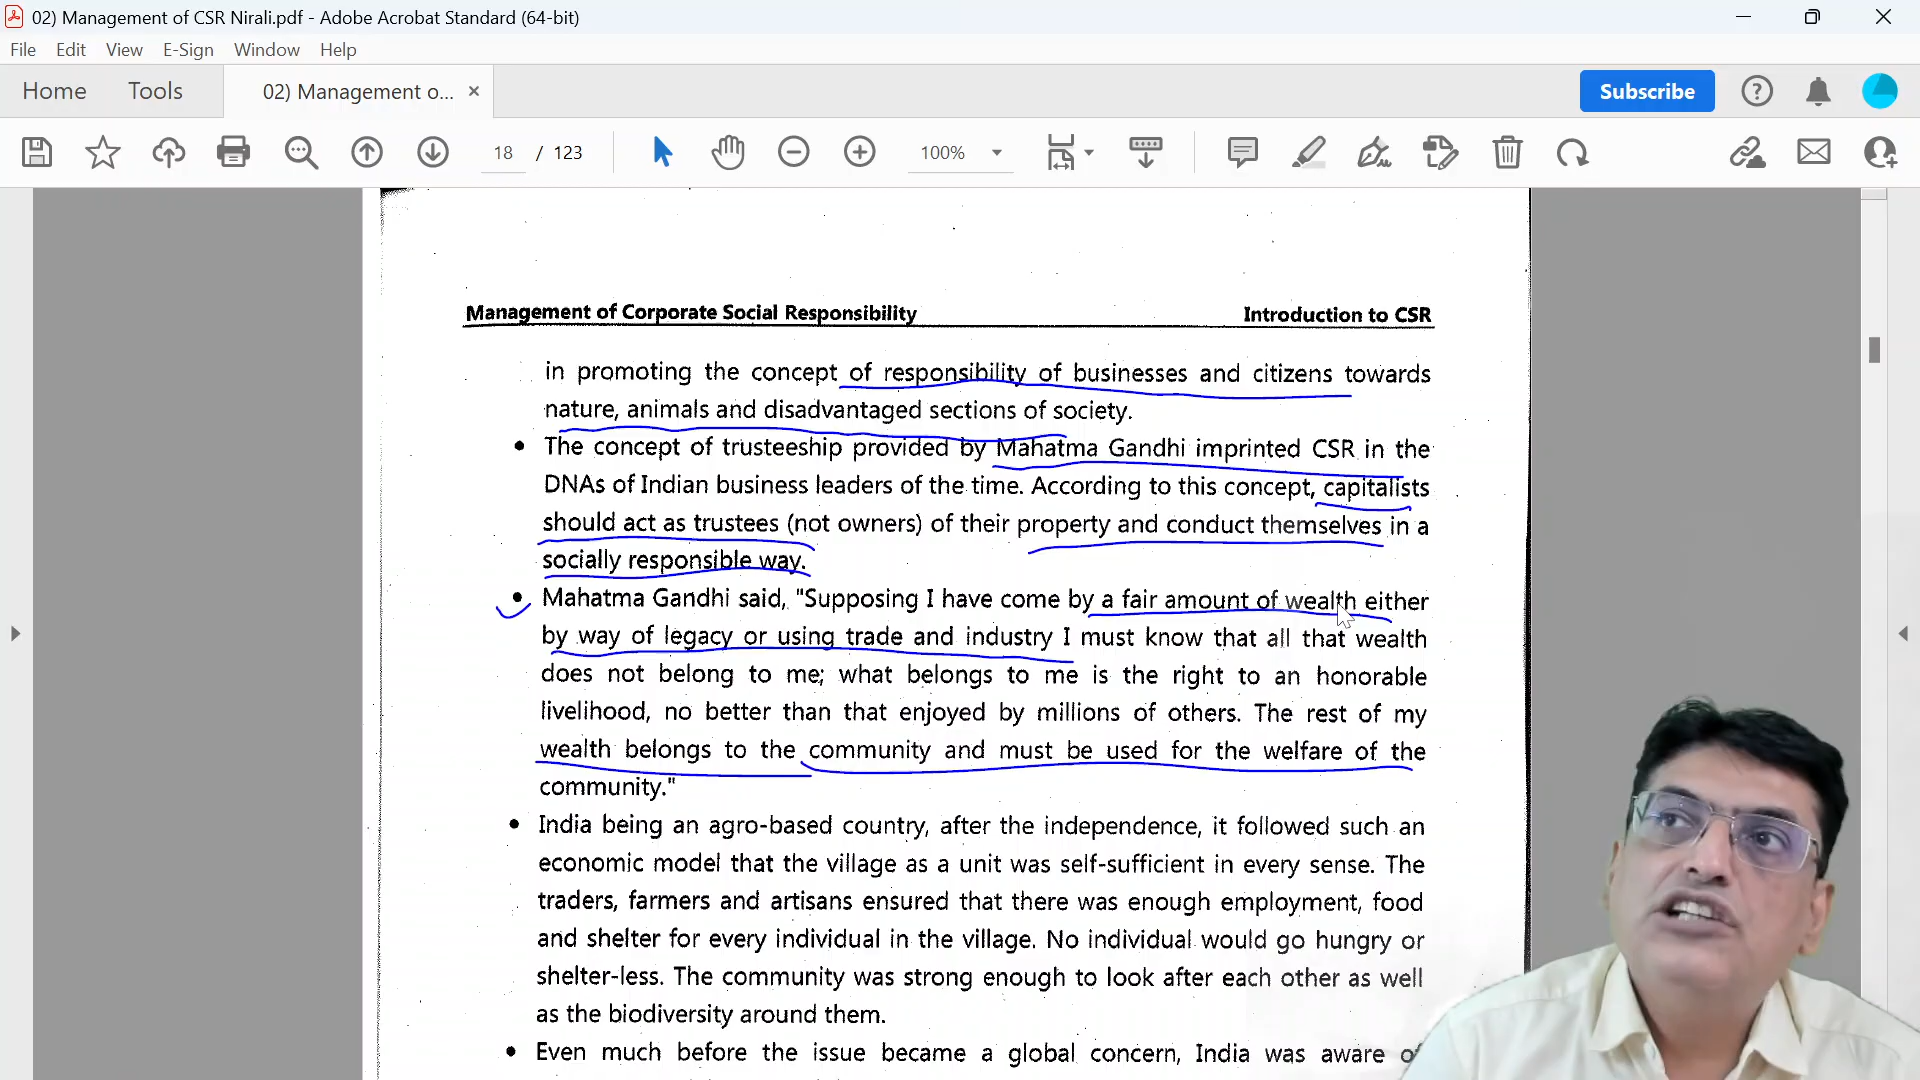 02) Management of CSR Nirali.pdf - Adobe Acrobat Standard (64-bit)
File Edit View E-Sign Window Help
Home Tools 02) Management o... × Subscribe
18 / 123 100%
Management of Corporate Social Responsibility Introduction to CSR
in promoting the concept of responsibility of businesses and citizens towards
nature, animals and disadvantaged sections of society.
• The concept of trusteeship provided by Mahatma Gandhi imprinted CSR in the
DNAs of Indian business leaders of the time. According to this concept, capitalists
should act as trustees (not owners) of their property and conduct themselves in a
socially responsible way.
• Mahatma Gandhi said, "Supposing I have come by a fair amount of wealth either
by way of legacy or using trade and industry I must know that all that wealth
does not belong to me; what belongs to me is the right to an honorable
livelihood, no better than that enjoyed by millions of others. The rest of my
wealth belongs to the community and must be used for the welfare of the
community."
• India being an agro-based country, after the independence, it followed such an
economic model that the village as a unit was self-sufficient in every sense. The
traders, farmers and artisans ensured that there was enough employment, food
and shelter for every individual in the village. No individual would go hungry or
shelter-less. The community was strong enough to look after each other as well
as the biodiversity around them.
• Even much before the issue became a global concern, India was aware of